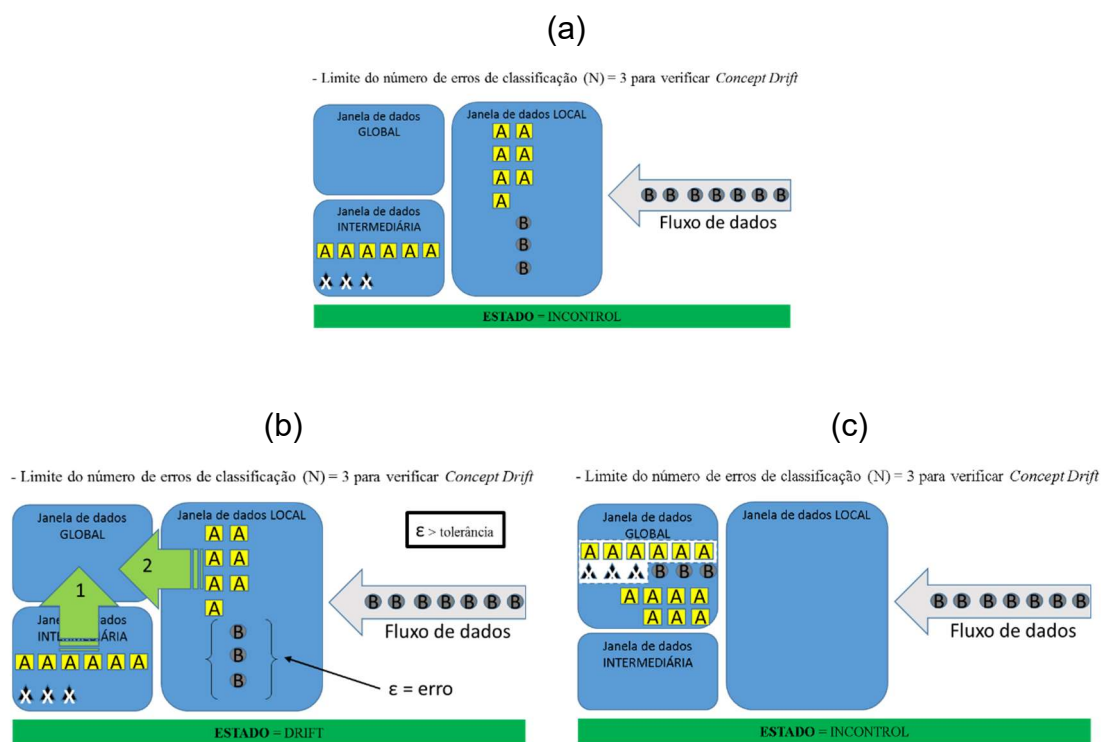 (a)
- Limite do número de erros de classificação (N) = 3 para verificar Concept Drift
Janela de dados
GLOBAL
Janela de dados LOCAL
A A
A A
A A
A
B
B
B
Janela de dados
INTERMEDIÁRIA
A A A A A A
X X X
B B B B B B B
Fluxo de dados
ESTADO = INCONTROL
(b)
- Limite do número de erros de classificação (N) = 3 para verificar Concept Drift
Janela de dados
GLOBAL
Janela de dados LOCAL
A A
A A
A A
A
B
B
B
2
1
A A A A A A
X X X
ε > tolerância
B B B B B B B
Fluxo de dados
ε = erro
ESTADO = DRIFT
(c)
- Limite do número de erros de classificação (N) = 3 para verificar Concept Drift
Janela de dados
GLOBAL
A A A A A A
X X X B B B
A A A A
A A A
Janela de dados LOCAL
Janela de dados
INTERMEDIÁRIA
B B B B B B B
Fluxo de dados
ESTADO = INCONTROL